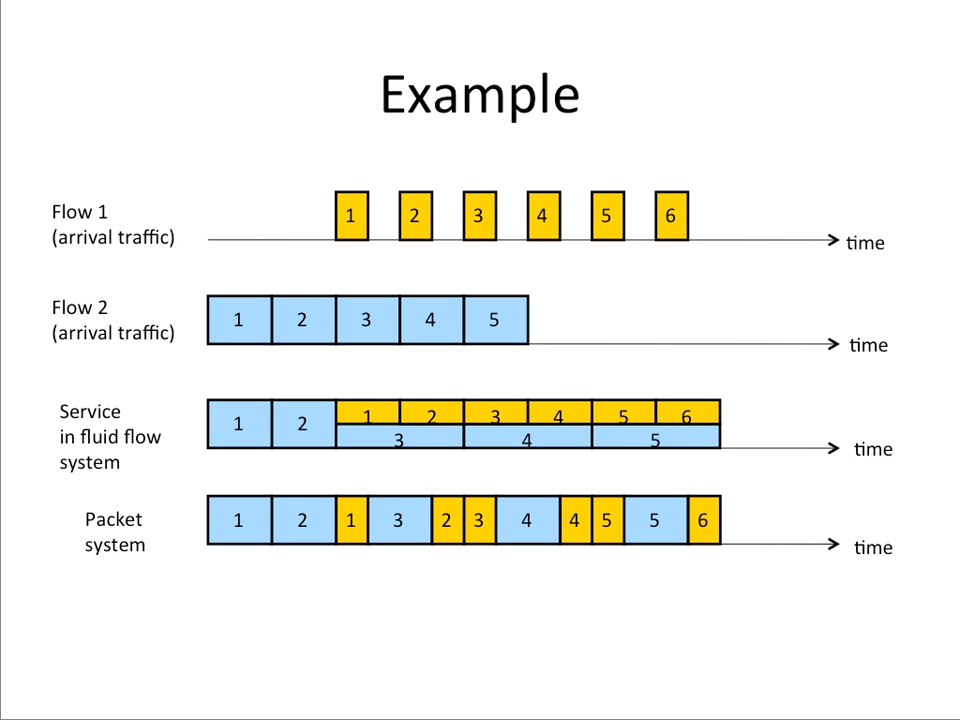 Example
Flow 1
(arrival traffic)
1 2 3 4 5 6
time
Flow 2
(arrival traffic)
1 2 3 4 5
time
Service
in fluid flow
system
1 2 1 2 3 4 5 6
3 4 5
time
Packet
system
1 2 1 3 2 3 4 4 5 5 6
time